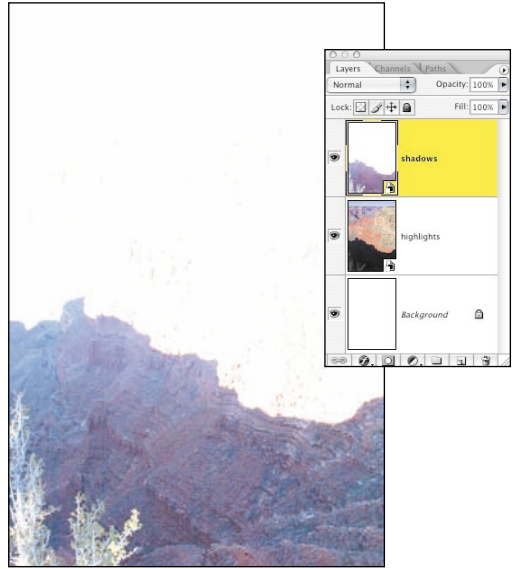 Layers Channels Paths
Normal Opacity: 100%
Lock: Fill: 100%
shadows
highlights
Background